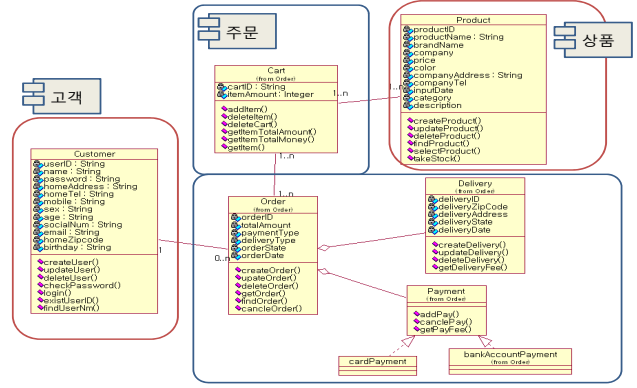 주문
상품
고객
Product
(from Order)
productID
productName : String
brandName
company
price
color
companyAddress : String
companyTel
inputDate
category
description
createProduct()
updateProduct()
deleteProduct()
findProduct()
selectProduct()
takeStock()
Cart
(from Order)
cartID : String
itemAmount : Integer
addItem()
deleteItem()
deleteCart()
getItemTotalAmount()
getItemTotalMoney()
getItem()
1..n
1..n
1..n
1..n
Customer
userID : String
name : String
password : String
homeAddress : String
homeTel : String
mobile : String
sex : String
age : String
socialNum : String
email : String
homeZipcode
birthday : String
createUser()
updateUser()
deleteUser()
checkPassword()
login()
existUserID()
findUserNm()
1
0..n
Order
(from Order)
orderID
totalAmount
paymentType
deliveryType
orderState
orderDate
createOrder()
upateOrder()
deleteOrder()
getOrder()
findOrder()
cancleOrder()
Delivery
(from Order)
deliveryID
deliveryZipCode
deliveryAddress
deliveryState
deliveryDate
createDelivery()
updateDelivery()
deleteDelivery()
getDeliveryFee()
Payment
(from Order)
addPay()
canclePay()
getPayFee()
cardPayment
bankAccountPayment
(from Order)